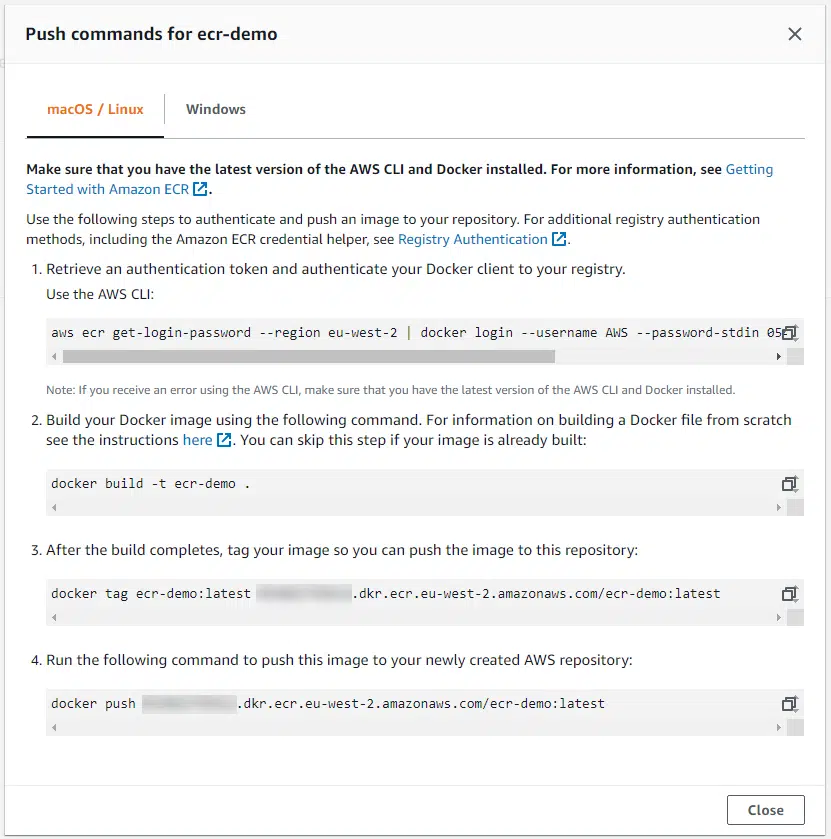 Push commands for ecr-demo
macOS / Linux
Windows
Make sure that you have the latest version of the AWS CLI and Docker installed. For more information, see Getting
Started with Amazon ECR.
Use the following steps to authenticate and push an image to your repository. For additional registry authentication
methods, including the Amazon ECR credential helper, see Registry Authentication.
1. Retrieve an authentication token and authenticate your Docker client to your registry.
Use the AWS CLI:
aws ecr get-login-password --region eu-west-2 | docker login --username AWS --password-stdin 05
Note: If you receive an error using the AWS CLI, make sure that you have the latest version of the AWS CLI and Docker installed.
2. Build your Docker image using the following command. For information on building a Docker file from scratch
see the instructions here. You can skip this step if your image is already built:
docker build -t ecr-demo .
3. After the build completes, tag your image so you can push the image to this repository:
docker tag ecr-demo:latest .dkr.ecr.eu-west-2.amazonaws.com/ecr-demo:latest
4. Run the following command to push this image to your newly created AWS repository:
docker push .dkr.ecr.eu-west-2.amazonaws.com/ecr-demo:latest
Close